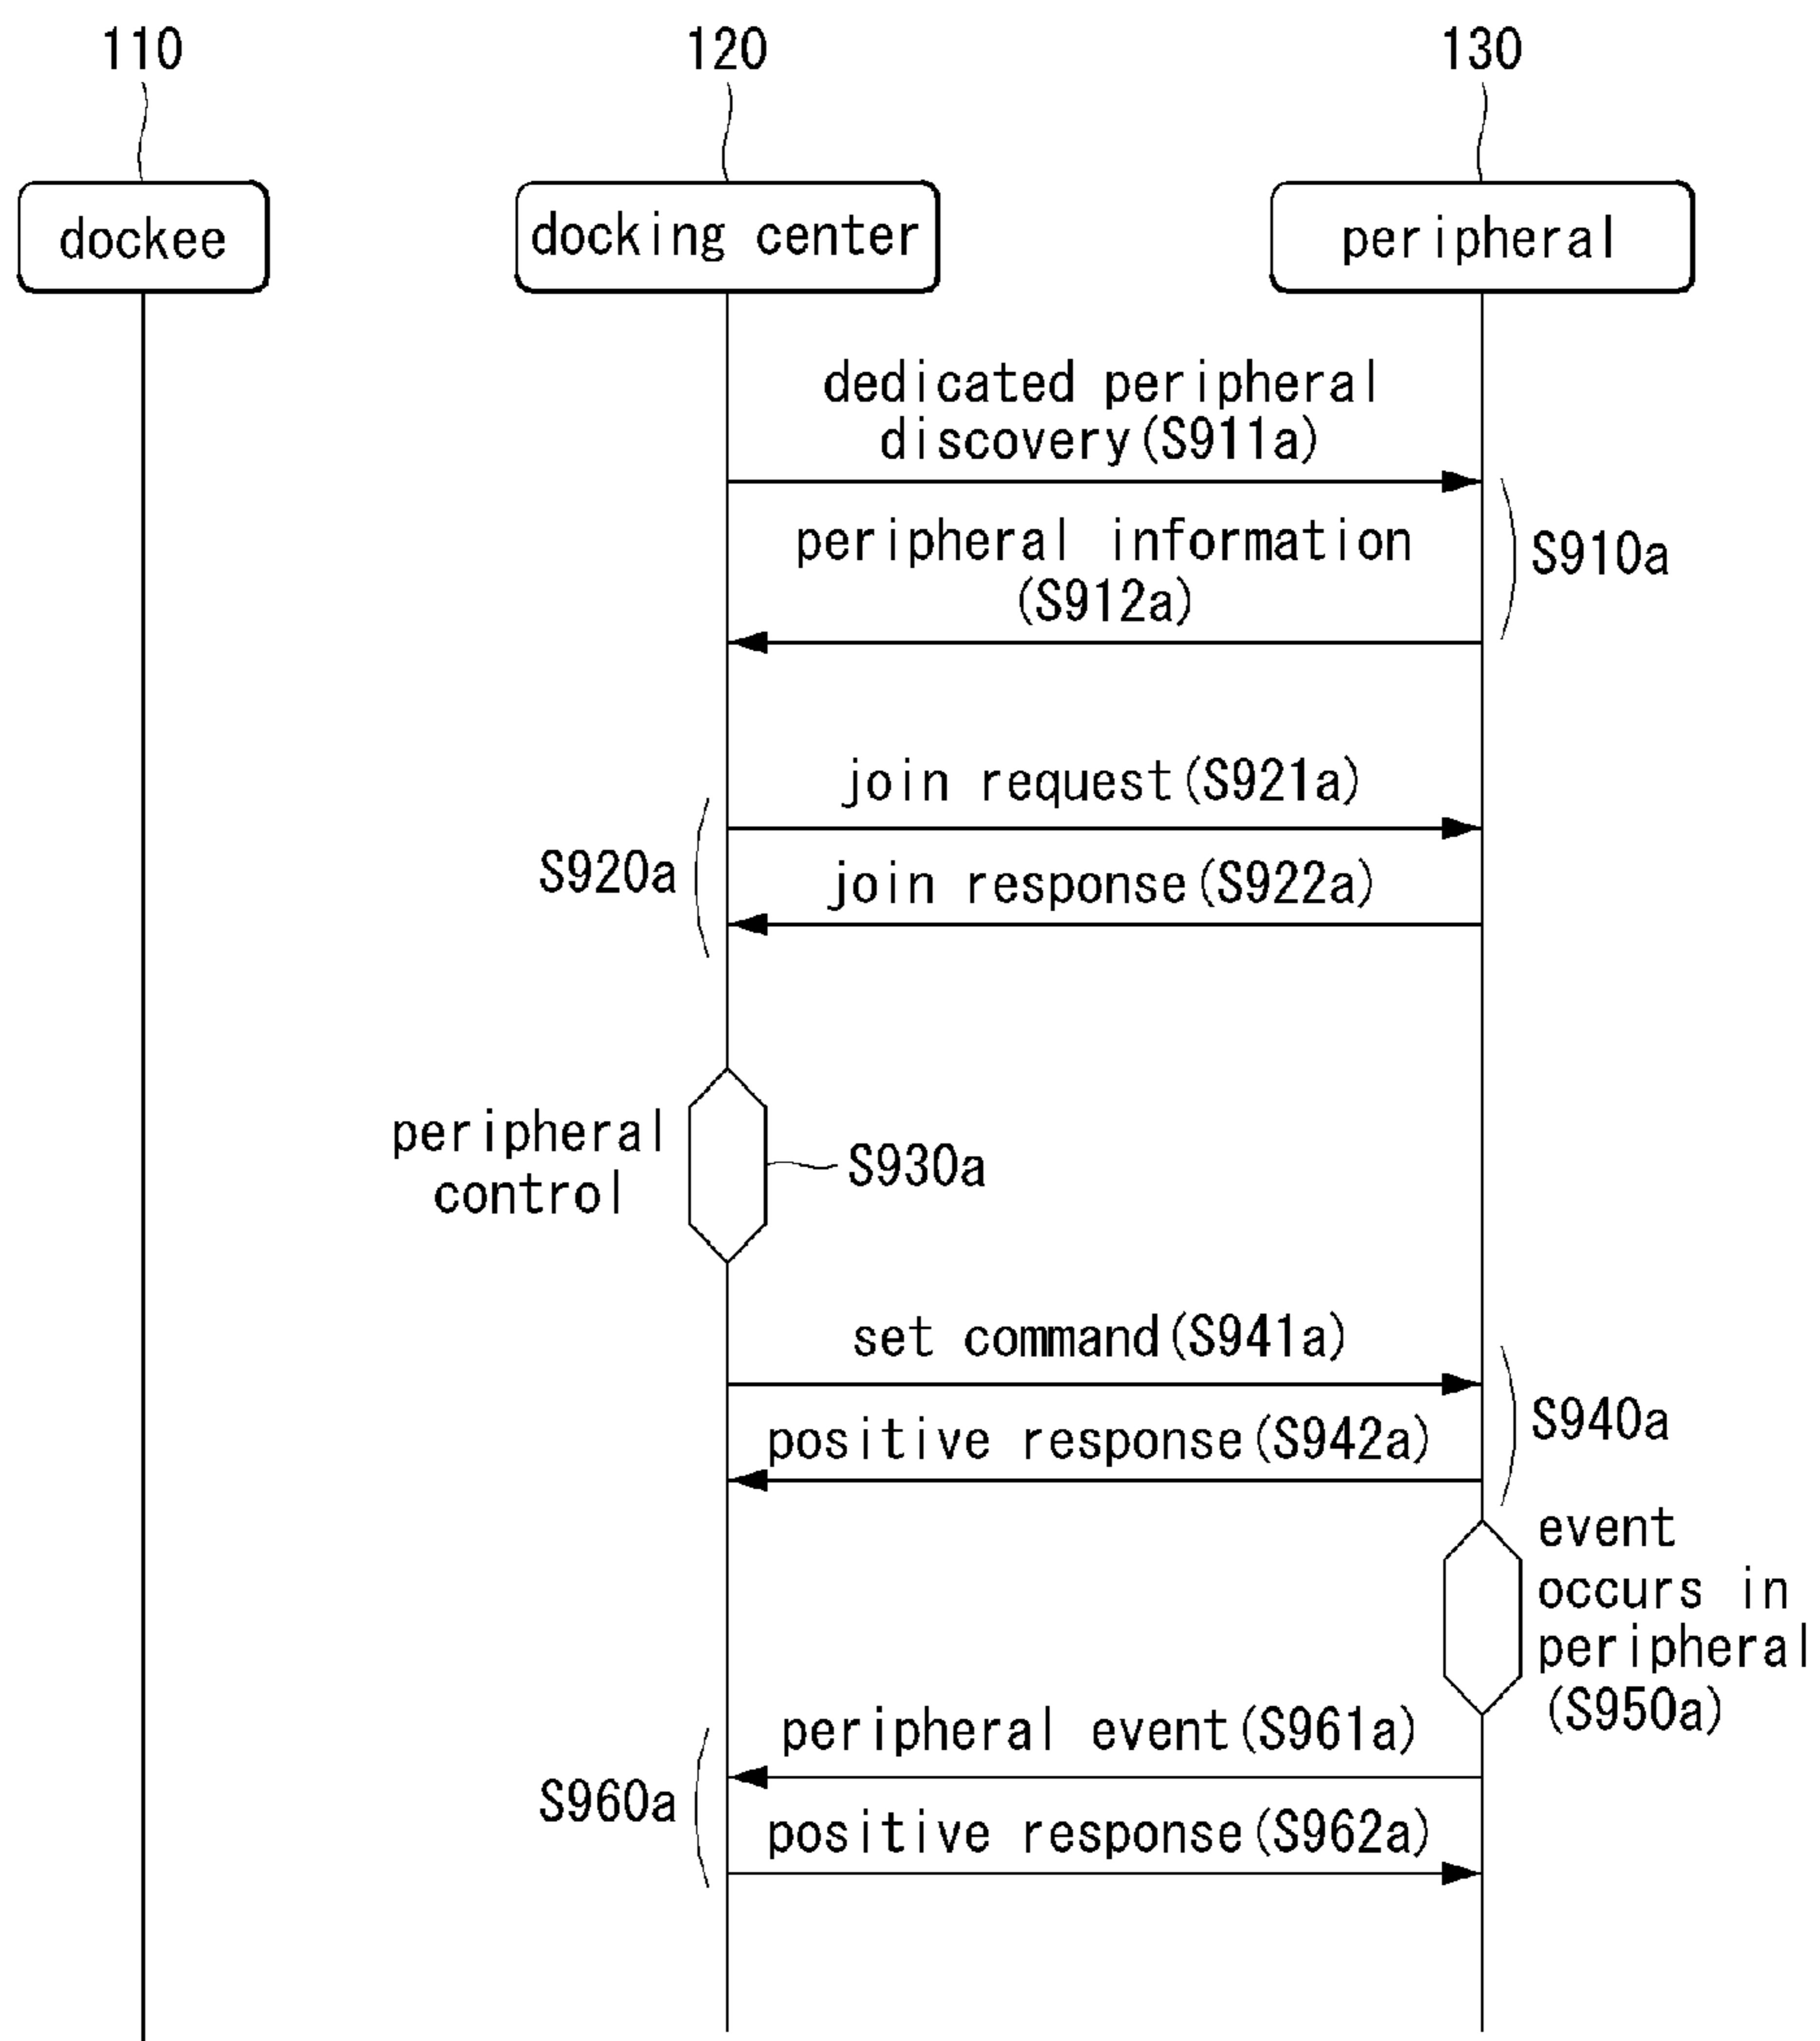 110
120
130
dockee
docking center
peripheral
dedicated peripheral
discovery(S911a)
peripheral information
(S912a)
S910a
join request(S921a)
S920a
join response(S922a)
peripheral
control
S930a
set command(S941a)
S940a
positive response(S942a)
event
occurs in
peripheral
(S950a)
peripheral event(S961a)
S960a
positive response(S962a)